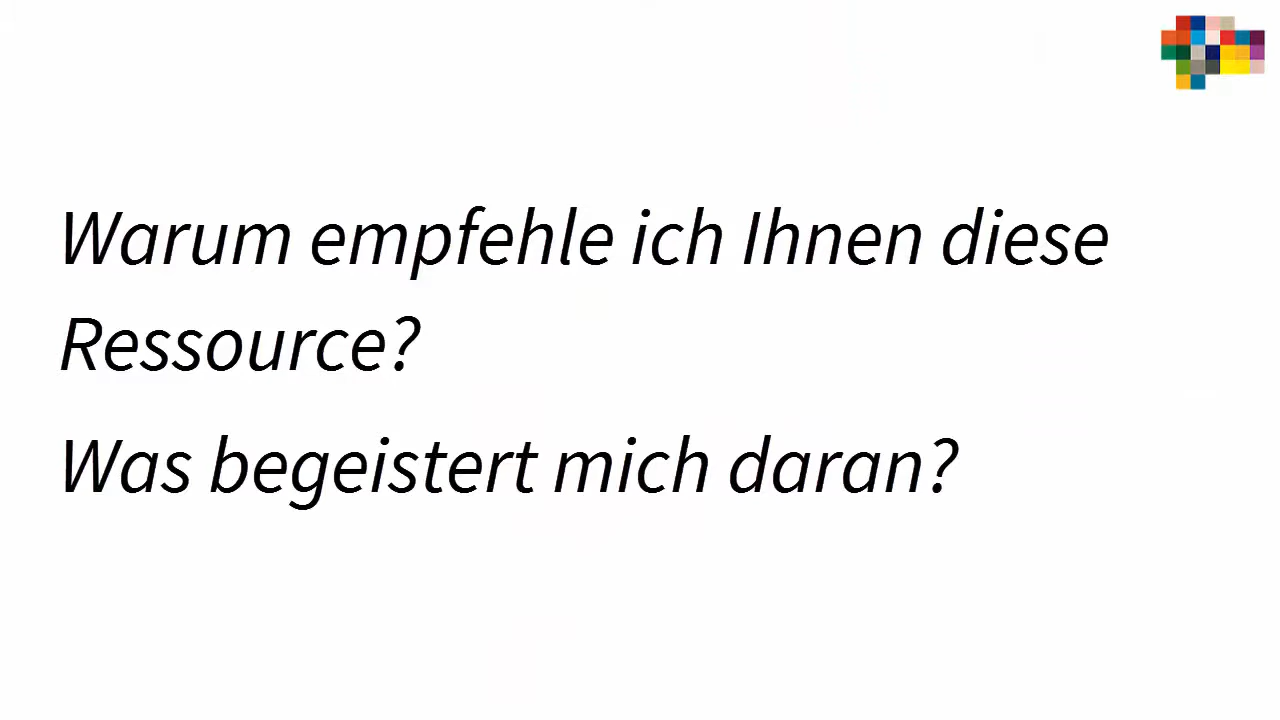 Warum empfehle ich Ihnen diese
Ressource?
Was begeistert mich daran?